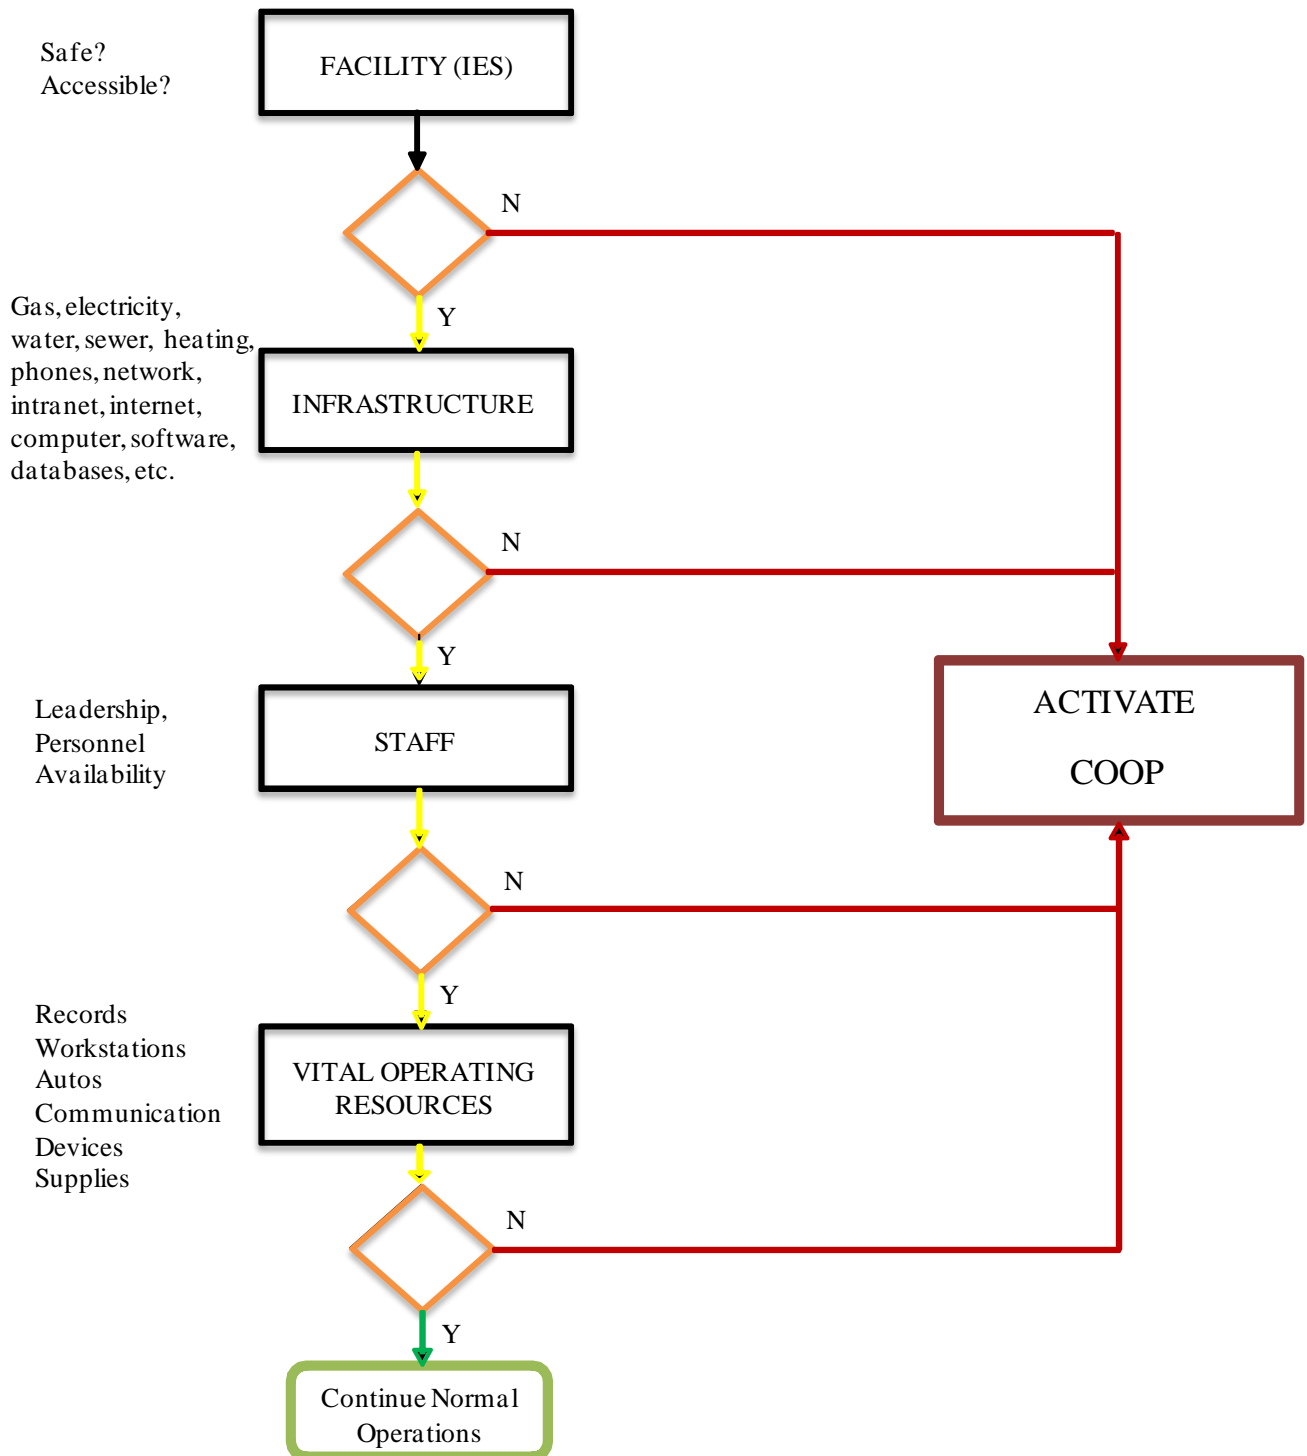 Safe?
Accessible?
FACILITY (IES)
N
Y
Gas, electricity,
water, sewer, heating,
phones, network,
intranet, internet,
computer, software,
databases, etc.
INFRASTRUCTURE
N
Y
Leadership,
Personnel
Availability
STAFF
ACTIVATE
COOP
N
Y
Records
Workstations
Autos
Communication
Devices
Supplies
VITAL OPERATING
RESOURCES
N
Y
Continue Normal
Operations